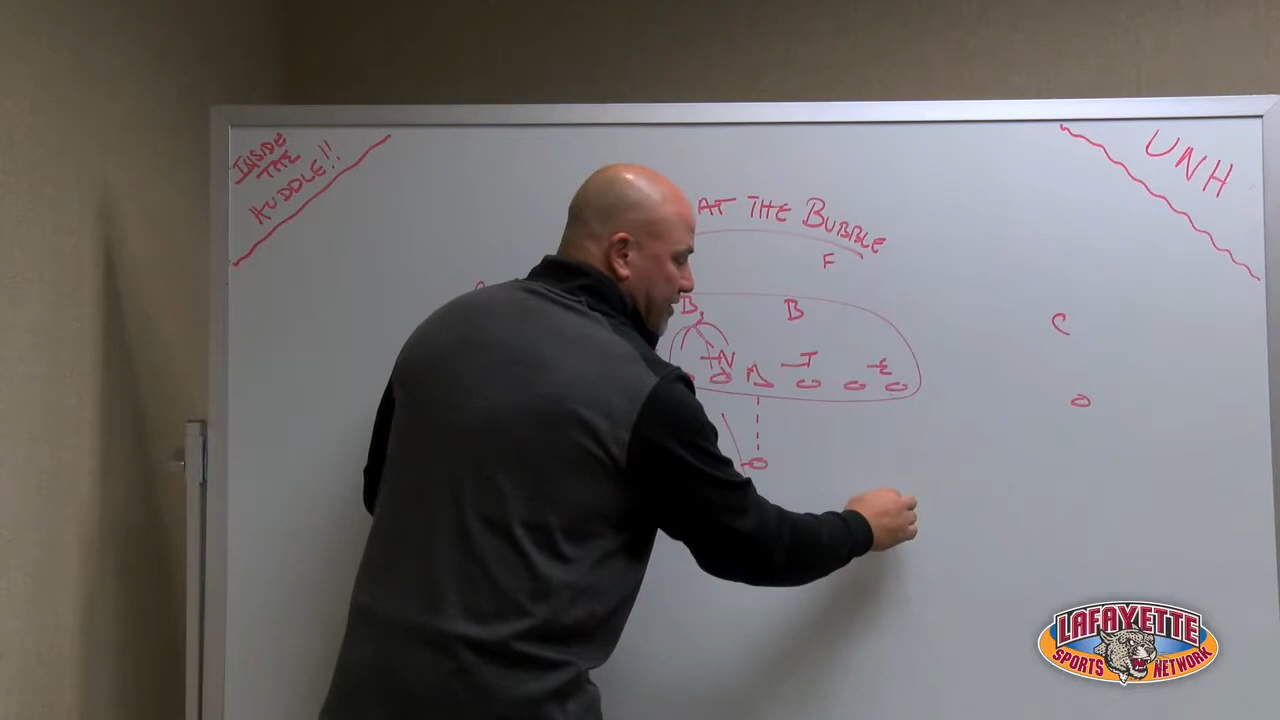 INSIDE
THE
HUDDLE!!
UNH
AT THE BUBBLE
F
B
B
C
N
T
E
LAFAYETTE
SPORTS NETWORK